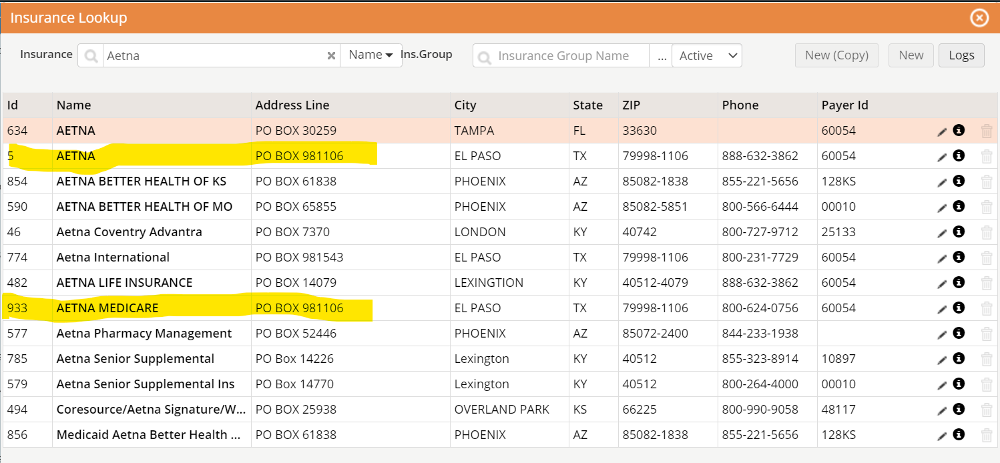 Insurance Lookup
Insurance Aetna Name Ins.Group Insurance Group Name ... Active New (Copy) New Logs
Id Name Address Line City State ZIP Phone Payer Id
634 AETNA PO BOX 30259 TAMPA FL 33630 60054
5 AETNA PO BOX 981106 EL PASO TX 79998-1106 888-632-3862 60054
854 AETNA BETTER HEALTH OF KS PO BOX 61838 PHOENIX AZ 85082-1838 855-221-5656 128KS
590 AETNA BETTER HEALTH OF MO PO BOX 65855 PHOENIX AZ 85082-5851 800-566-6444 00010
46 Aetna Coventry Advantra PO BOX 7370 LONDON KY 40742 800-727-9712 25133
774 Aetna International PO BOX 981543 EL PASO TX 79998-1106 800-231-7729 60054
482 AETNA LIFE INSURANCE PO BOX 14079 LEXINGTION KY 40512-4079 888-632-3862 60054
933 AETNA MEDICARE PO BOX 981106 EL PASO TX 79998-1106 800-624-0756 60054
577 Aetna Pharmacy Management PO BOX 52446 PHOENIX AZ 85072-2400 844-233-1938
785 Aetna Senior Supplemental PO Box 14226 Lexington KY 40512 855-323-8914 10897
579 Aetna Senior Supplemental Ins PO Box 14770 Lexington KY 40512 800-264-4000 00010
494 Coresource/Aetna Signature/W... PO BOX 25938 OVERLAND PARK KS 66225 800-990-9058 48117
856 Medicaid Aetna Better Health ... PO BOX 61838 PHOENIX AZ 85082-1838 855-221-5656 128KS